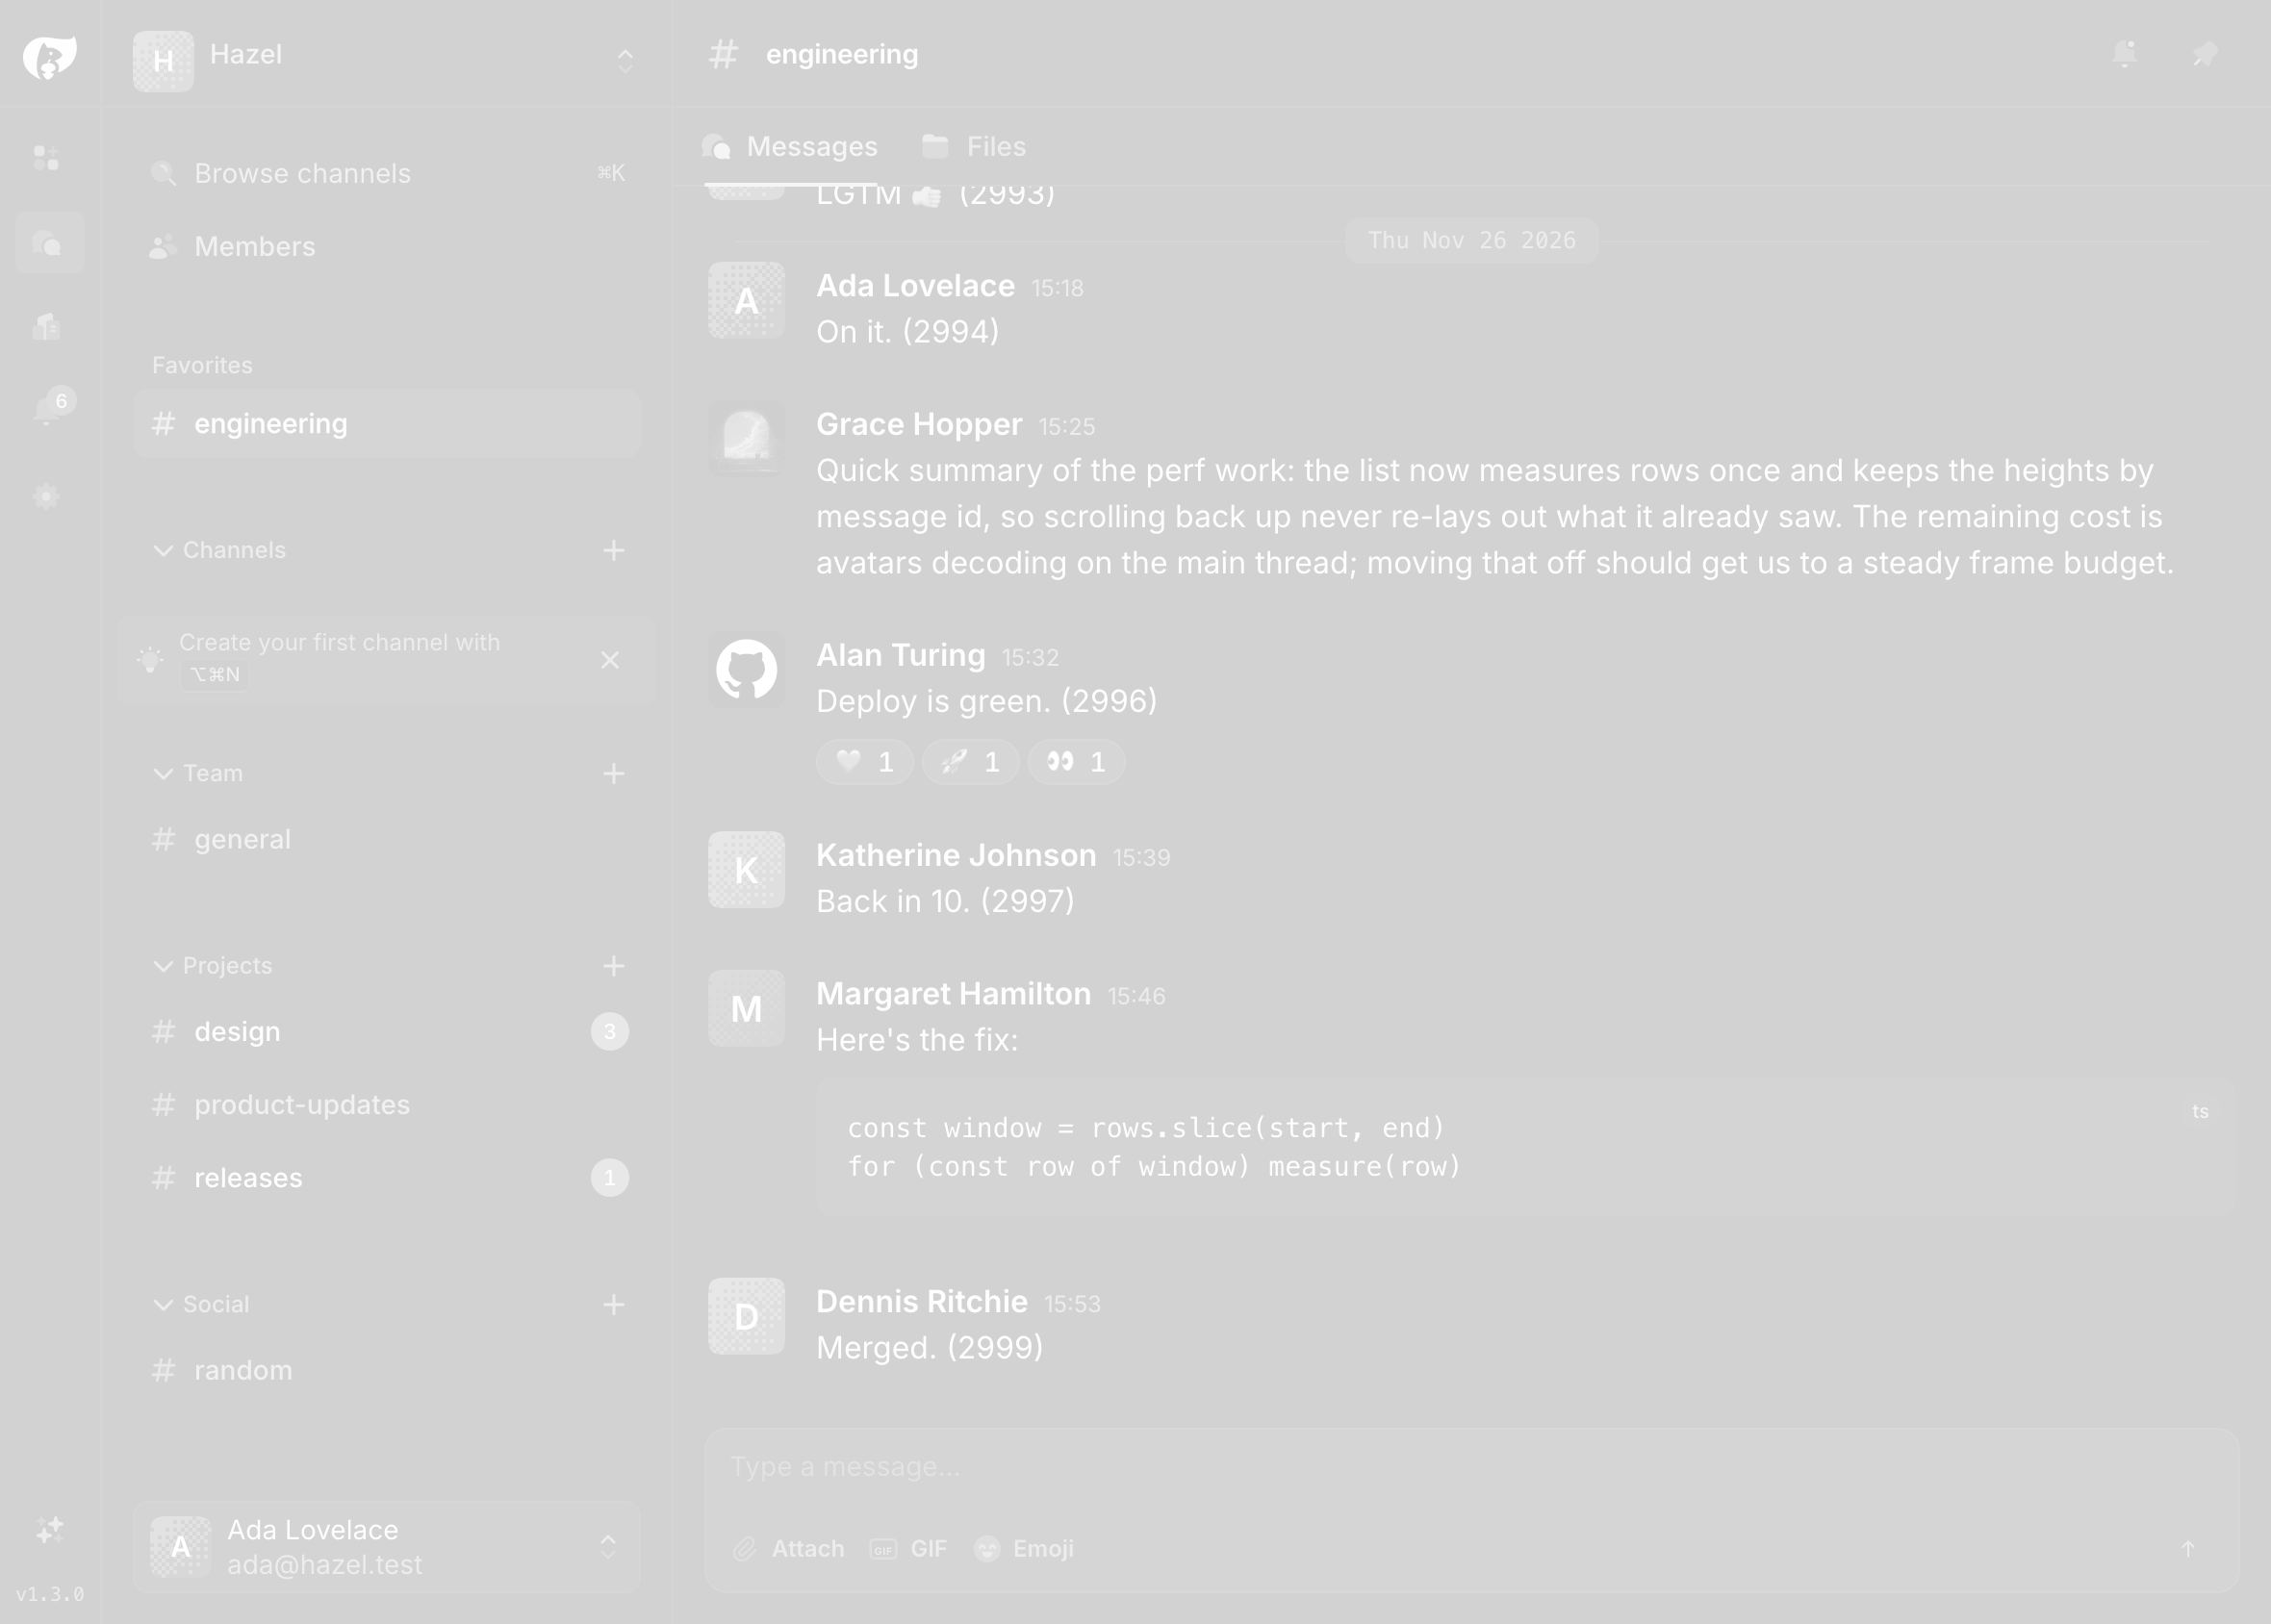 H Hazel
Browse channels ⌘K
Members
Favorites
6
# engineering
Channels
Create your first channel with
⌥⌘N
Team
# general
Projects
# design 3
# product-updates
# releases 1
Social
# random
A Ada Lovelace
ada@hazel.test
v1.3.0
# engineering
Messages Files
LGTM 👍 (2993)
Thu Nov 26 2026
A Ada Lovelace 15:18
On it. (2994)
Grace Hopper 15:25
Quick summary of the perf work: the list now measures rows once and keeps the heights by
message id, so scrolling back up never re-lays out what it already saw. The remaining cost is
avatars decoding on the main thread; moving that off should get us to a steady frame budget.
Alan Turing 15:32
Deploy is green. (2996)
❤️ 1 🚀 1 👀 1
K Katherine Johnson 15:39
Back in 10. (2997)
M Margaret Hamilton 15:46
Here's the fix:
ts
const window = rows.slice(start, end)
for (const row of window) measure(row)
D Dennis Ritchie 15:53
Merged. (2999)
Type a message...
Attach GIF GIF Emoji